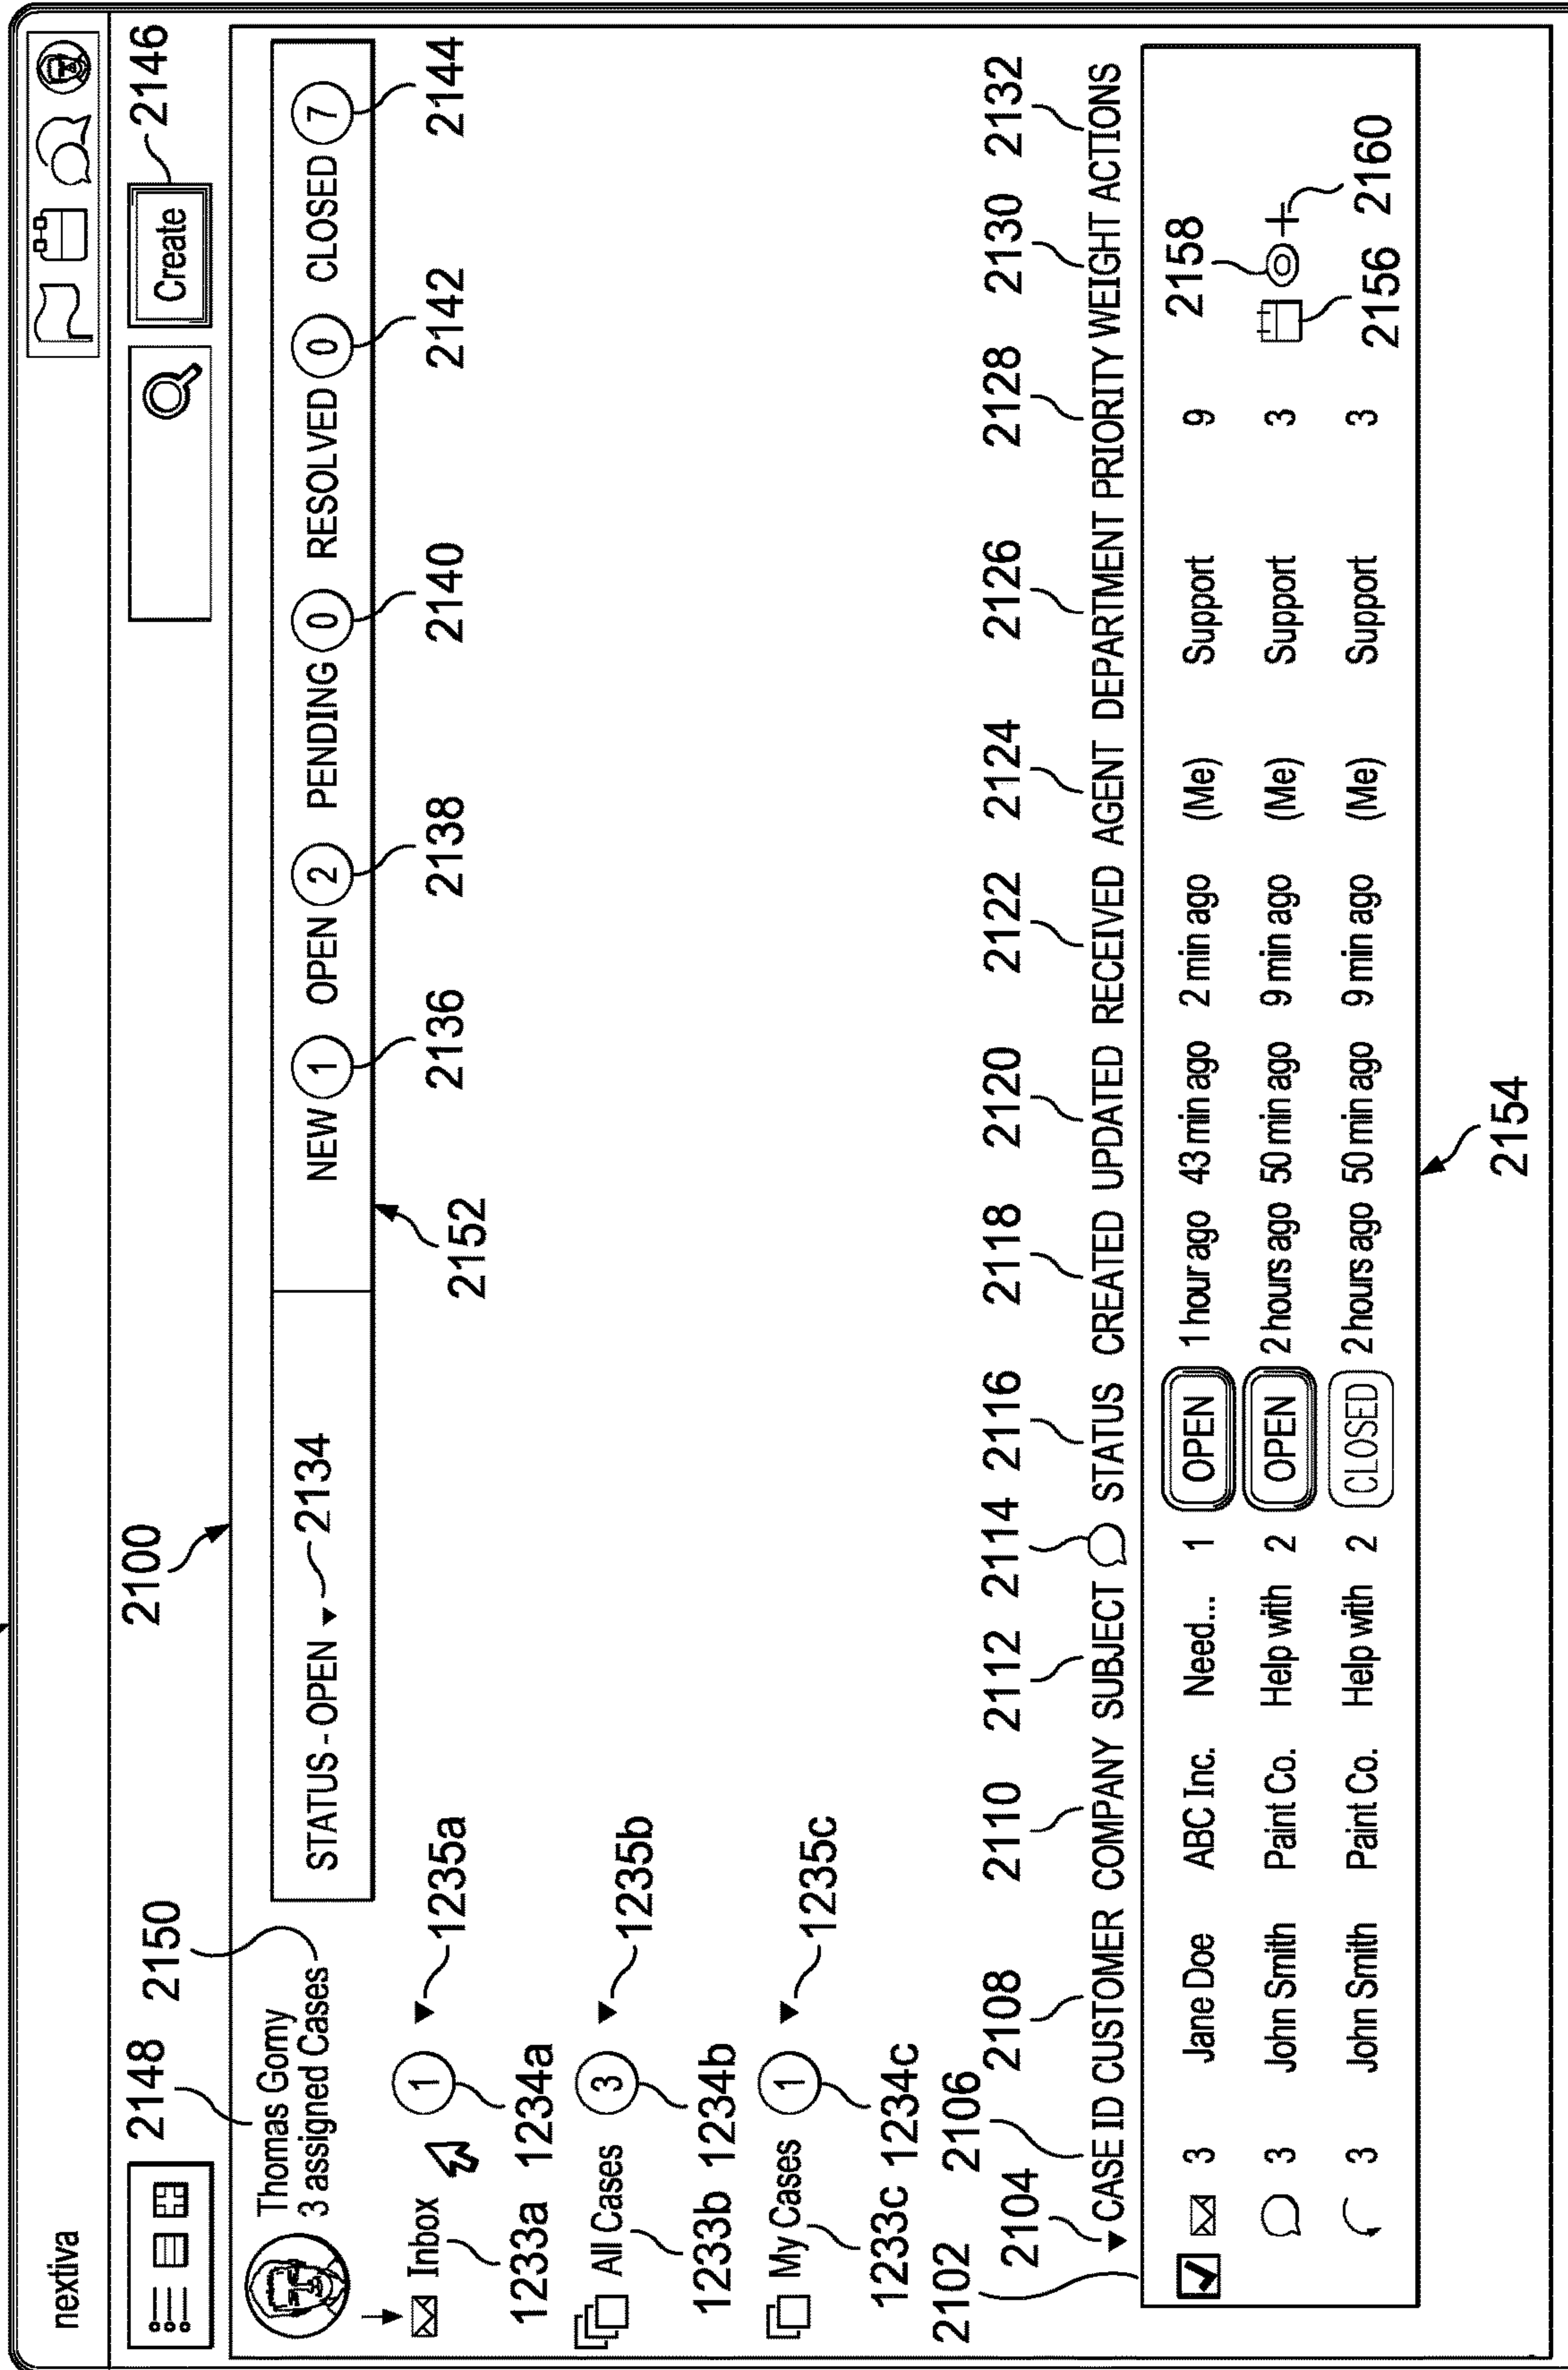 nextiva
2100
Create
2146
2148
2150
Thomas Gorny
3 assigned Cases
STATUS - OPEN 2134
NEW 1 OPEN 2 PENDING 0 RESOLVED 0 CLOSED 7
2152
2136
2138
2140
2142
2144
Inbox 1 1235a
1233a 1234a
All Cases 3 1235b
1233b 1234b
My Cases 1 1235c
1233c 1234c
2102
2104
2106
2108 2110 2112 2114 2116 2118 2120 2122 2124 2126 2128 2130 2132
CASE ID CUSTOMER COMPANY SUBJECT STATUS CREATED UPDATED RECEIVED AGENT DEPARTMENT PRIORITY WEIGHT ACTIONS
3 Jane Doe ABC Inc. Need... 1 OPEN 1 hour ago 43 min ago 2 min ago (Me) Support 9 2158
3 John Smith Paint Co. Help with 2 OPEN 2 hours ago 50 min ago 9 min ago (Me) Support 3
3 John Smith Paint Co. Help with 2 CLOSED 2 hours ago 50 min ago 9 min ago (Me) Support 3 2156 2160
2154